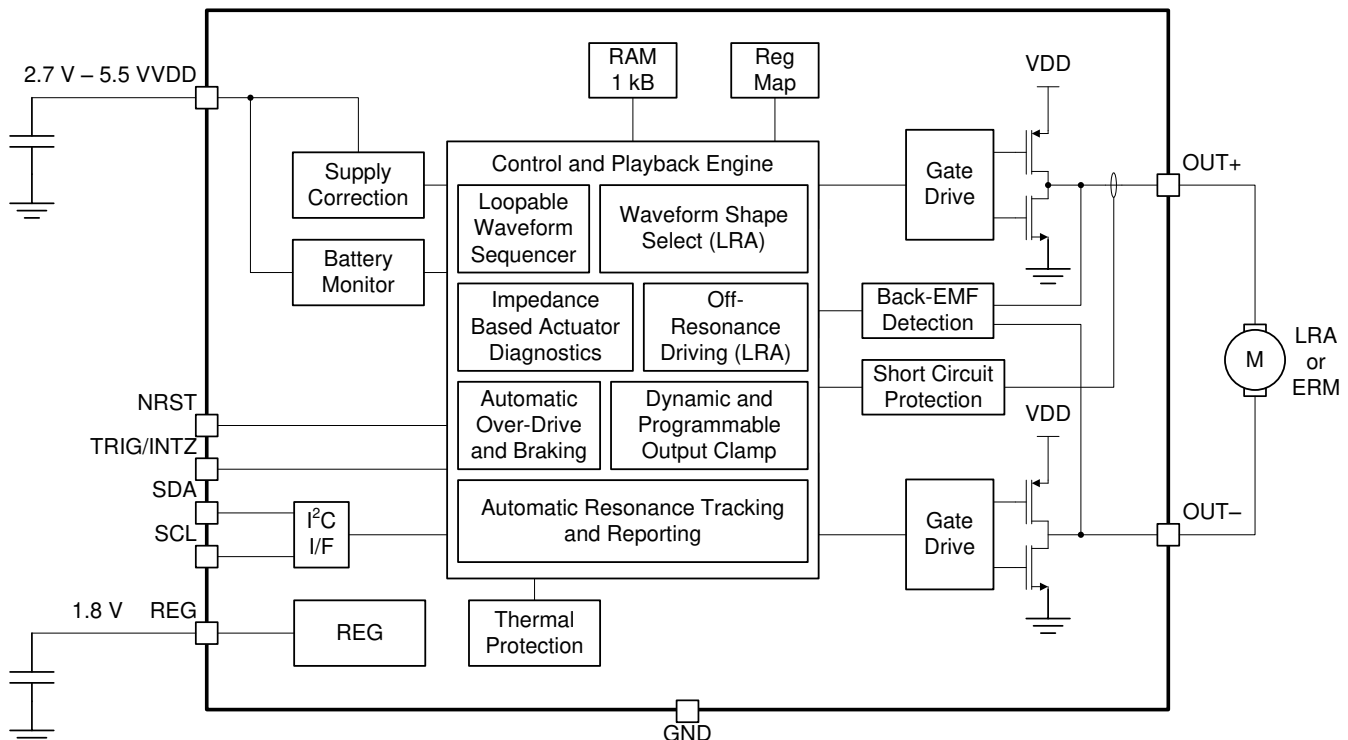 2.7 V – 5.5 VVDD
RAM
1 kB
Reg
Map
VDD
Supply
Correction
Battery
Monitor
Control and Playback Engine
Loopable
Waveform
Sequencer
Waveform Shape
Select (LRA)
Impedance
Based Actuator
Diagnostics
Off-
Resonance
Driving (LRA)
Automatic
Over-Drive
and Braking
Dynamic and
Programmable
Output Clamp
Automatic Resonance Tracking
and Reporting
Gate
Drive
OUT+
Back-EMF
Detection
Short Circuit
Protection
M
LRA
or
ERM
VDD
Gate
Drive
OUT–
NRST
TRIG/INTZ
SDA
SCL
I²C
I/F
1.8 V
REG
REG
Thermal
Protection
GND